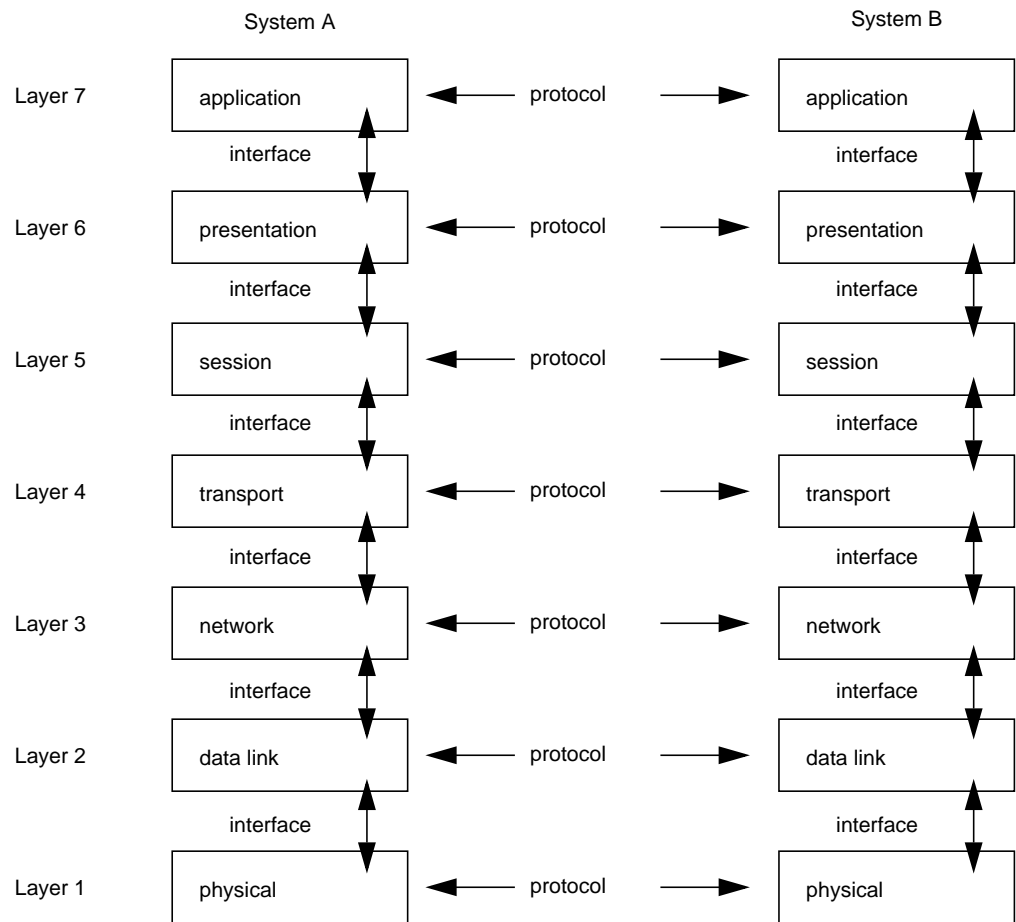 System A System B
Layer 7 application protocol application
interface interface
Layer 6 presentation protocol presentation
interface interface
Layer 5 session protocol session
interface interface
Layer 4 transport protocol transport
interface interface
Layer 3 network protocol network
interface interface
Layer 2 data link protocol data link
interface interface
Layer 1 physical protocol physical